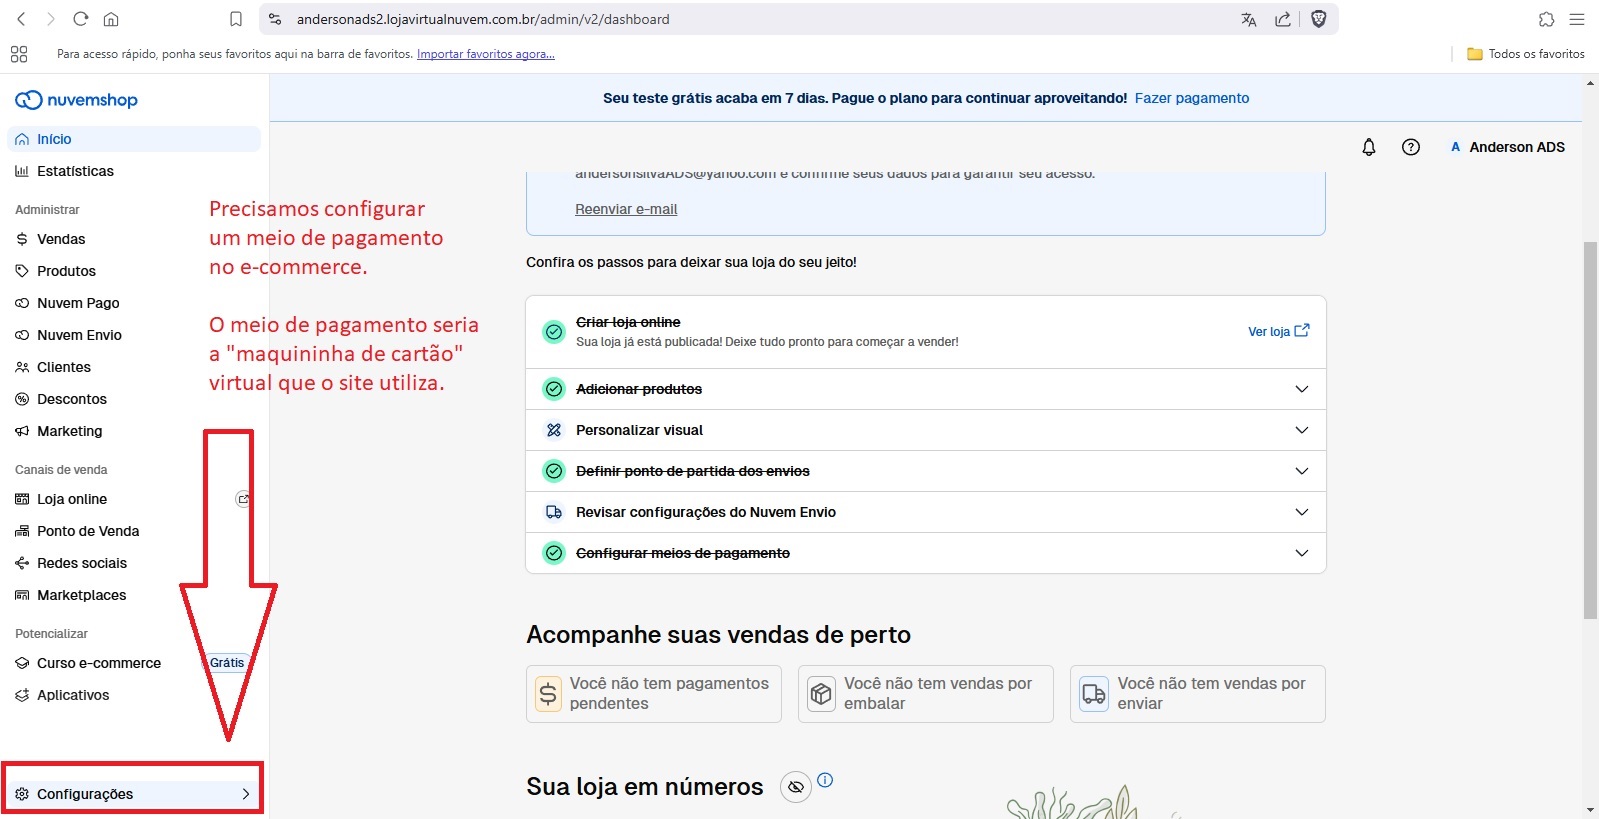 andersonads2.lojavirtualnuvem.com.br/admin/v2/dashboard
Para acesso rápido, ponha seus favoritos aqui na barra de favoritos. Importar favoritos agora...
Todos os favoritos
nuvemshop
Seu teste grátis acaba em 7 dias. Pague o plano para continuar aproveitando! Fazer pagamento
Início
Estatísticas
Administrar
Vendas
Produtos
Nuvem Pago
Nuvem Envio
Clientes
Descontos
Marketing
Canais de venda
Loja online
Ponto de Venda
Redes sociais
Marketplaces
Potencializar
Curso e-commerce
Grátis
Aplicativos
Configurações
Precisamos configurar
um meio de pagamento
no e-commerce.
O meio de pagamento seria
a "maquininha de cartão"
virtual que o site utiliza.
A Anderson ADS
andersonsilvaADS@yahoo.com e confirme seus dados para garantir seu acesso.
Reenviar e-mail
Confira os passos para deixar sua loja do seu jeito!
Criar loja online
Sua loja já está publicada! Deixe tudo pronto para começar a vender!
Ver loja
Adicionar produtos
Personalizar visual
Definir ponto de partida dos envios
Revisar configurações do Nuvem Envio
Configurar meios de pagamento
Acompanhe suas vendas de perto
Você não tem pagamentos
pendentes
Você não tem vendas por
embalar
Você não tem vendas por
enviar
Sua loja em números